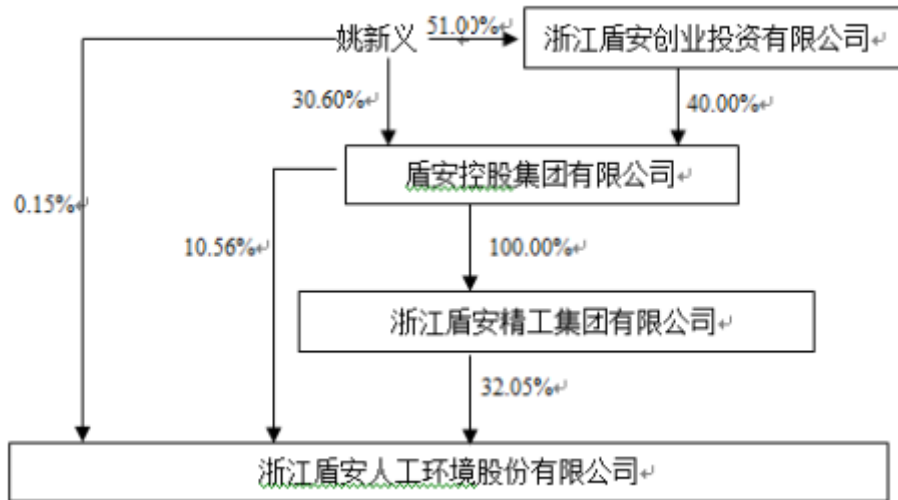 姚新义
51.00%
浙江盾安创业投资有限公司
30.60%
40.00%
盾安控股集团有限公司
0.15%
10.56%
100.00%
浙江盾安精工集团有限公司
32.05%
浙江盾安人工环境股份有限公司